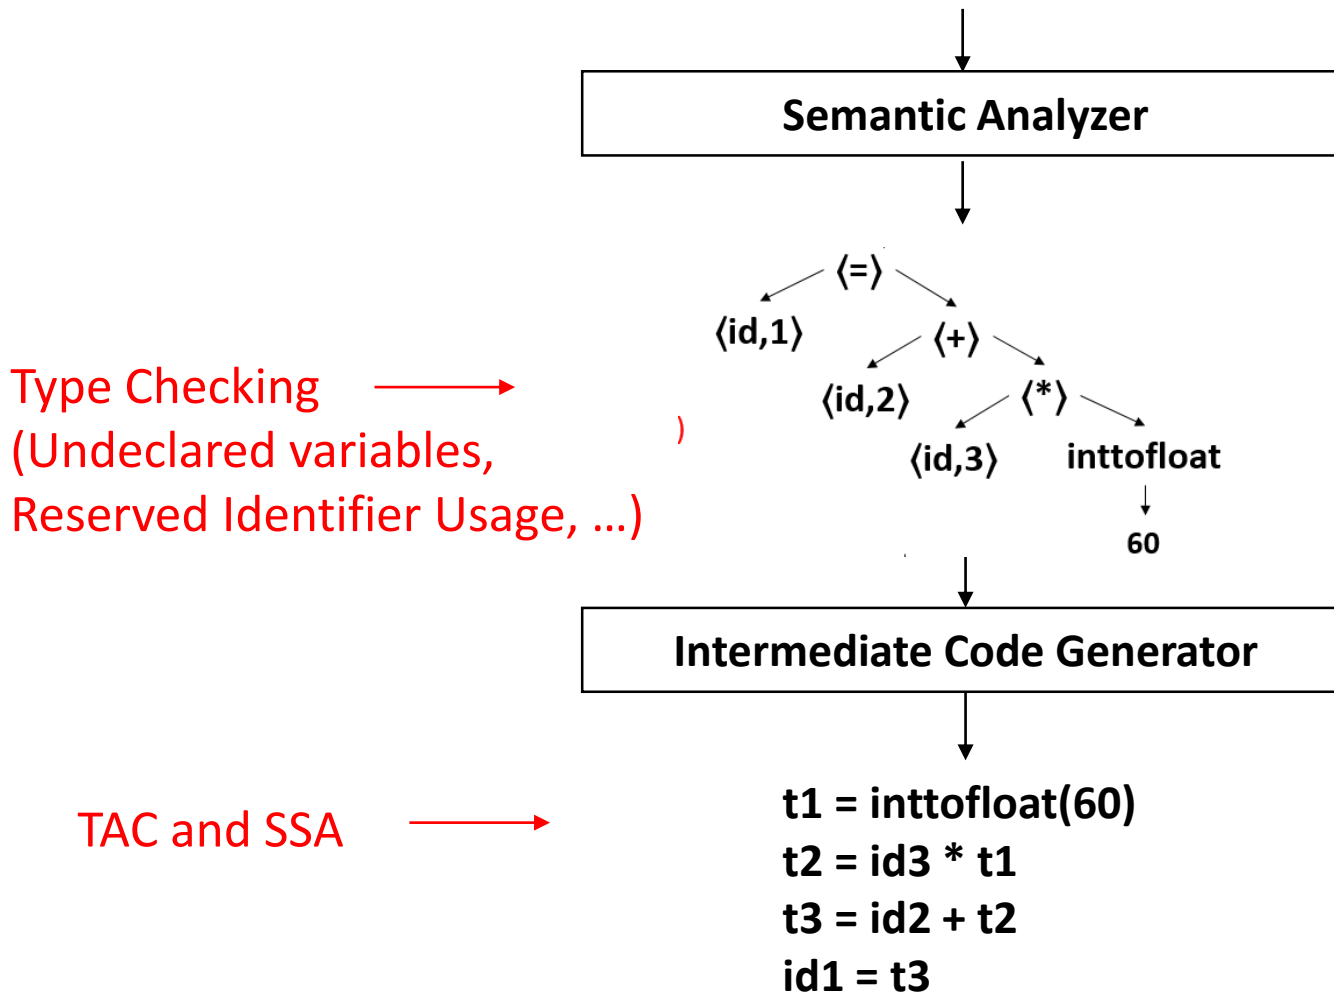 Semantic Analyzer
⟨=⟩
⟨id,1⟩ ⟨+⟩
⟨id,2⟩ ⟨*⟩
⟨id,3⟩ inttofloat
60
Type Checking
(Undeclared variables,
Reserved Identifier Usage, ...)
)
Intermediate Code Generator
TAC and SSA
t1 = inttofloat(60)
t2 = id3 * t1
t3 = id2 + t2
id1 = t3